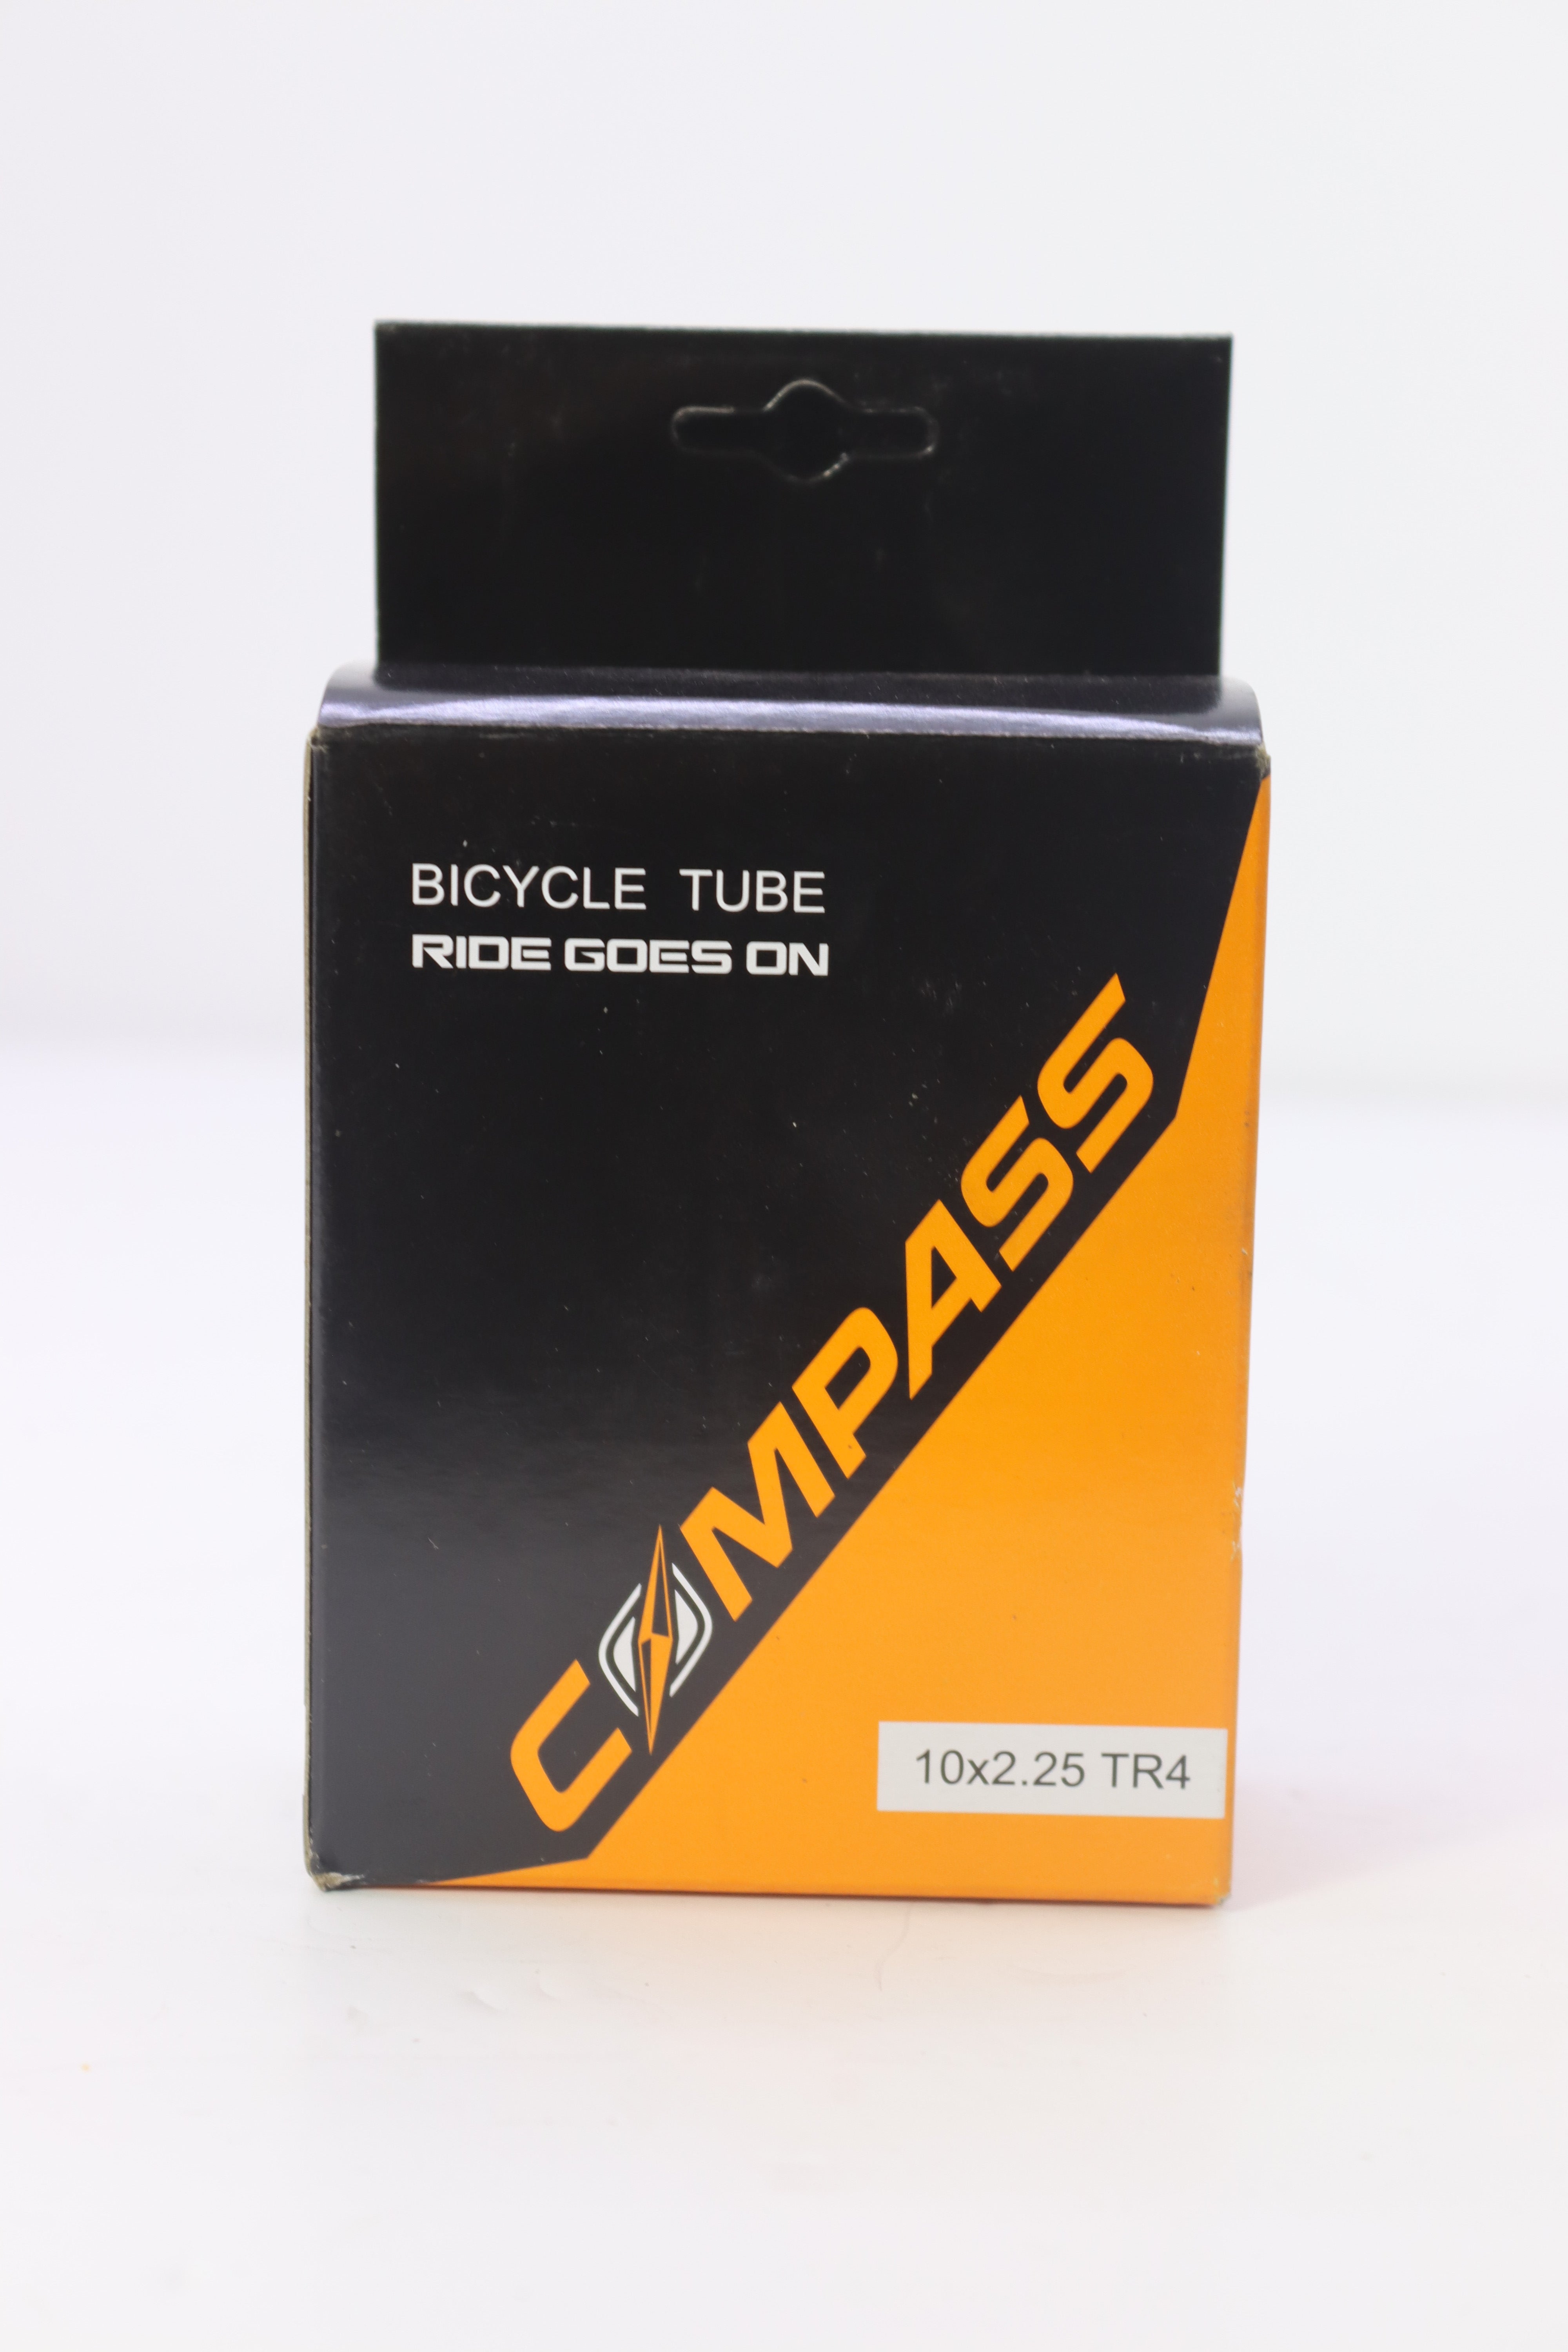 BICYCLE TUBE
RIDE GOES ON
COMPASS
10x2.25 TR4